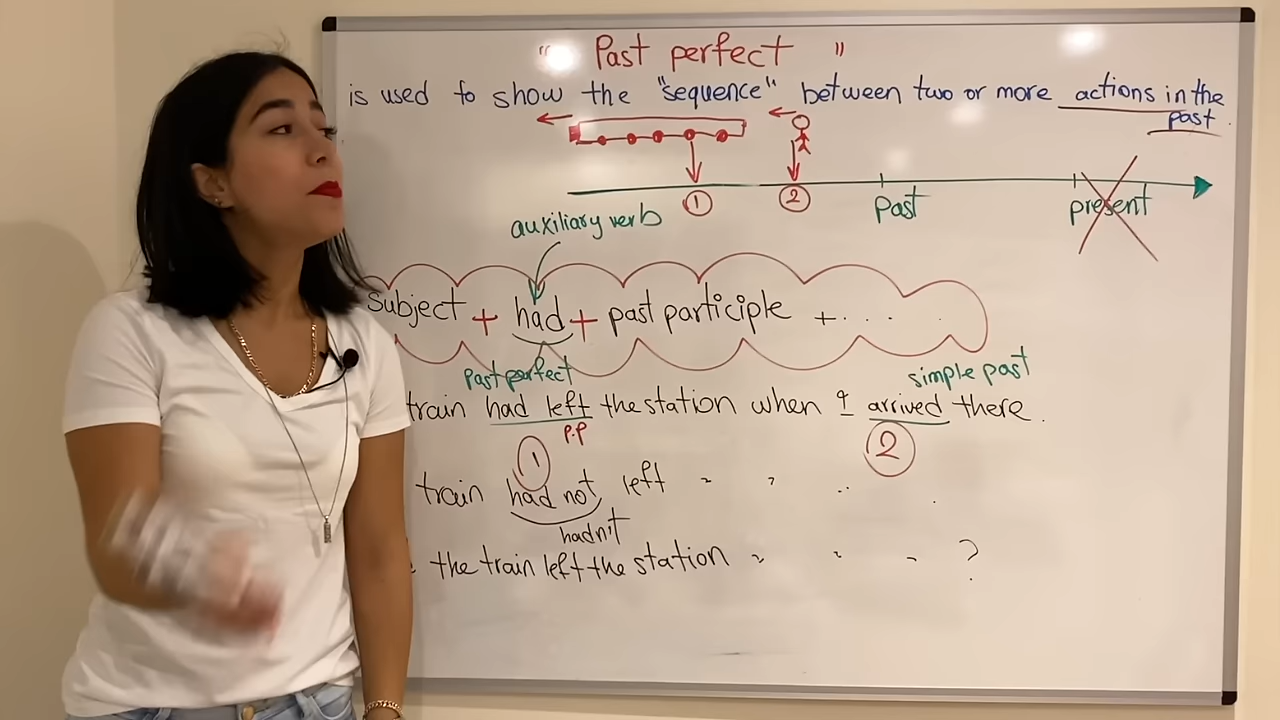 " Past perfect "
is used to show the "sequence" between two or more actions in the
past.
1 2 past present
auxiliary verb
subject + had + past participle + . . . .
past perfect simple past
train had left the station when I arrived there.
p.p
1 2
train had not left " " " .
hadn't
the train left the station " " " ?